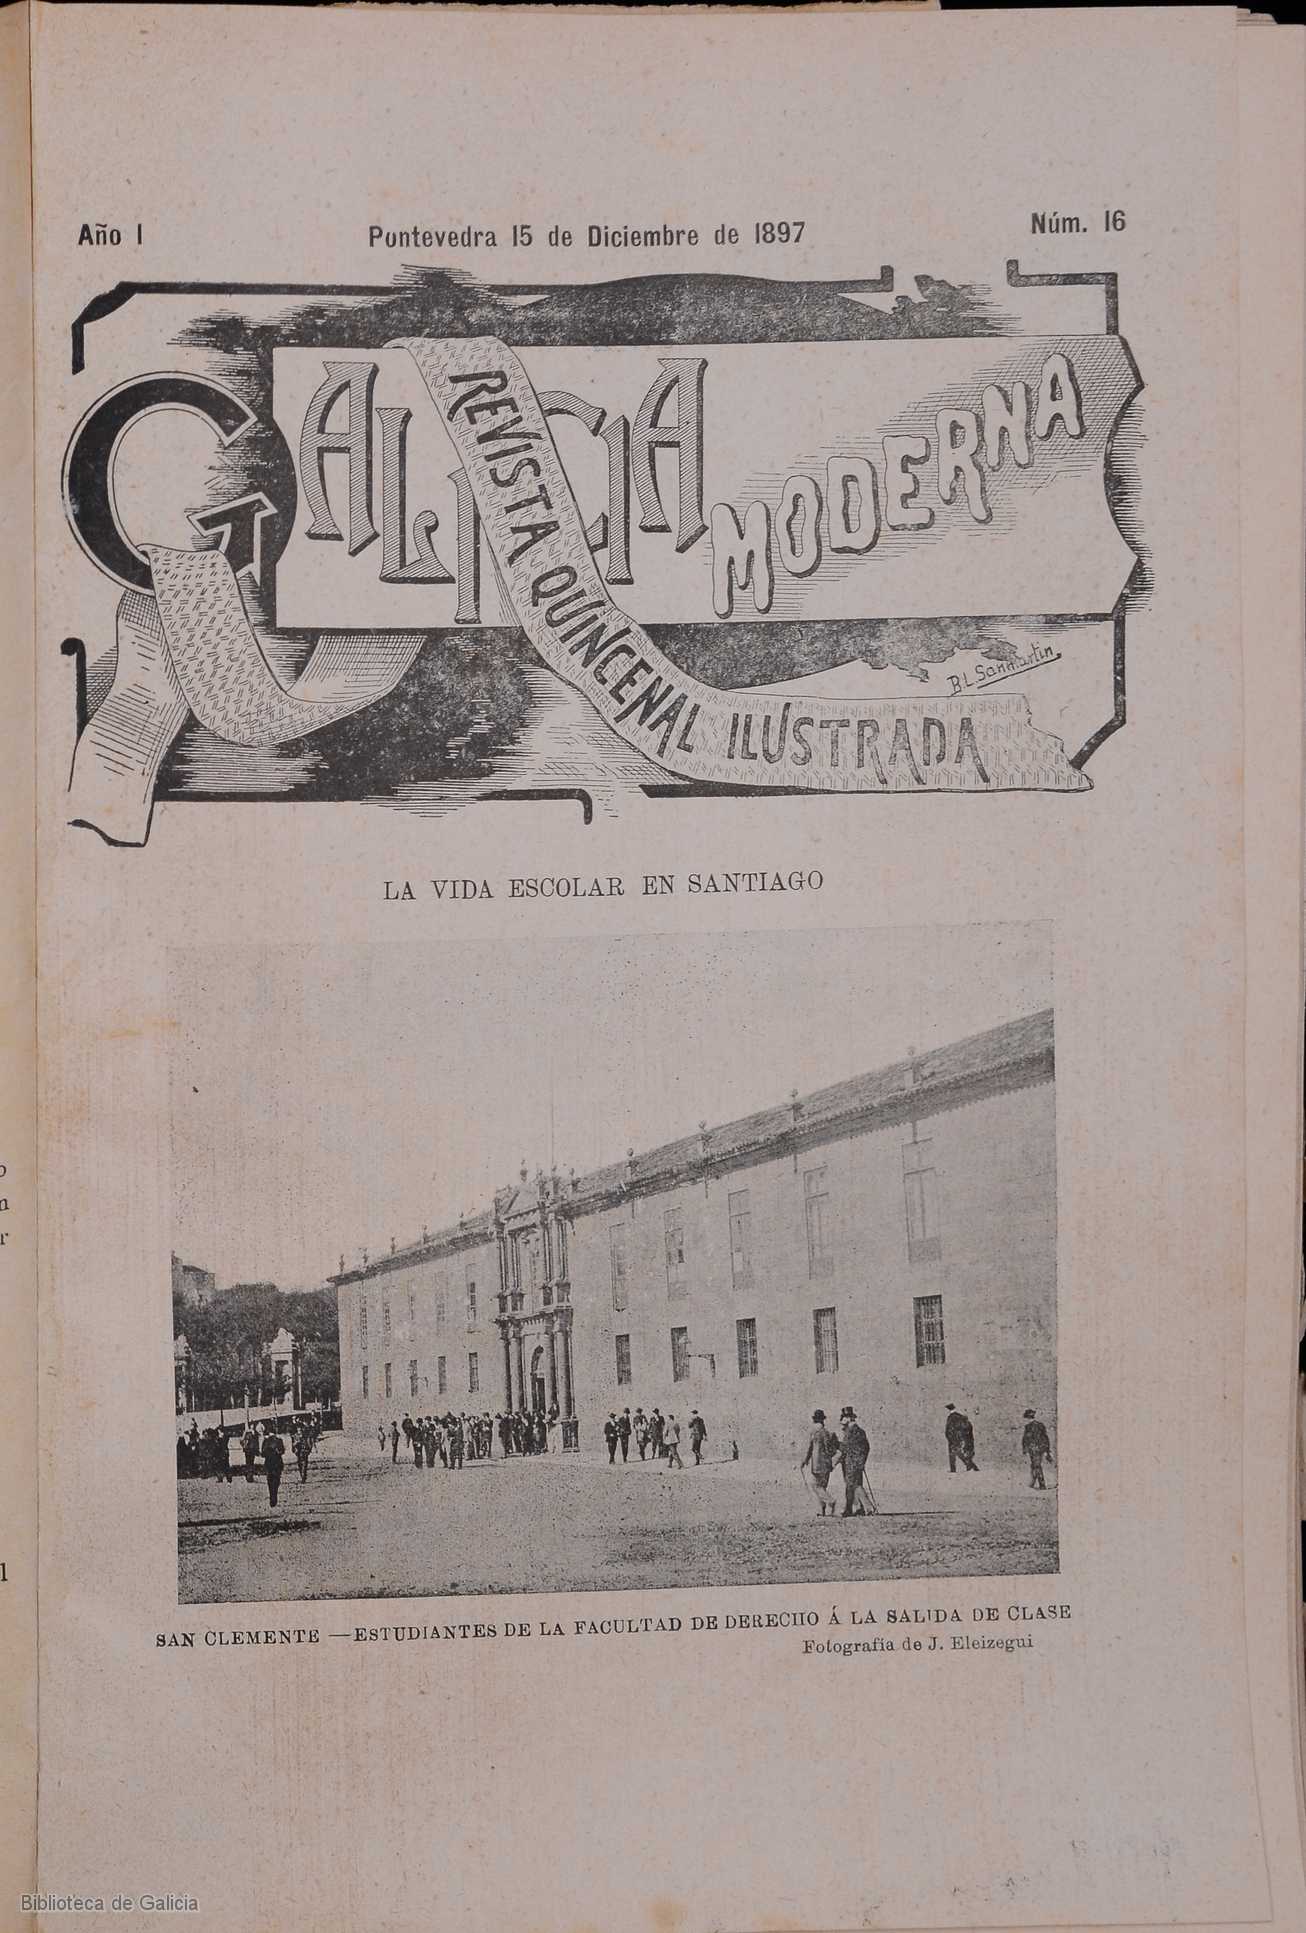 Año I
Pontevedra 15 de Diciembre de 1897
Núm. 16
GALICIA MODERNA
REVISTA QUINCENAL ILUSTRADA
B. L. Sanmartin
LA VIDA ESCOLAR EN SANTIAGO
SAN CLEMENTE —ESTUDIANTES DE LA FACULTAD DE DERECHO Á LA SALIDA DE CLASE
Fotografía de J. Eleizegui
Biblioteca de Galicia